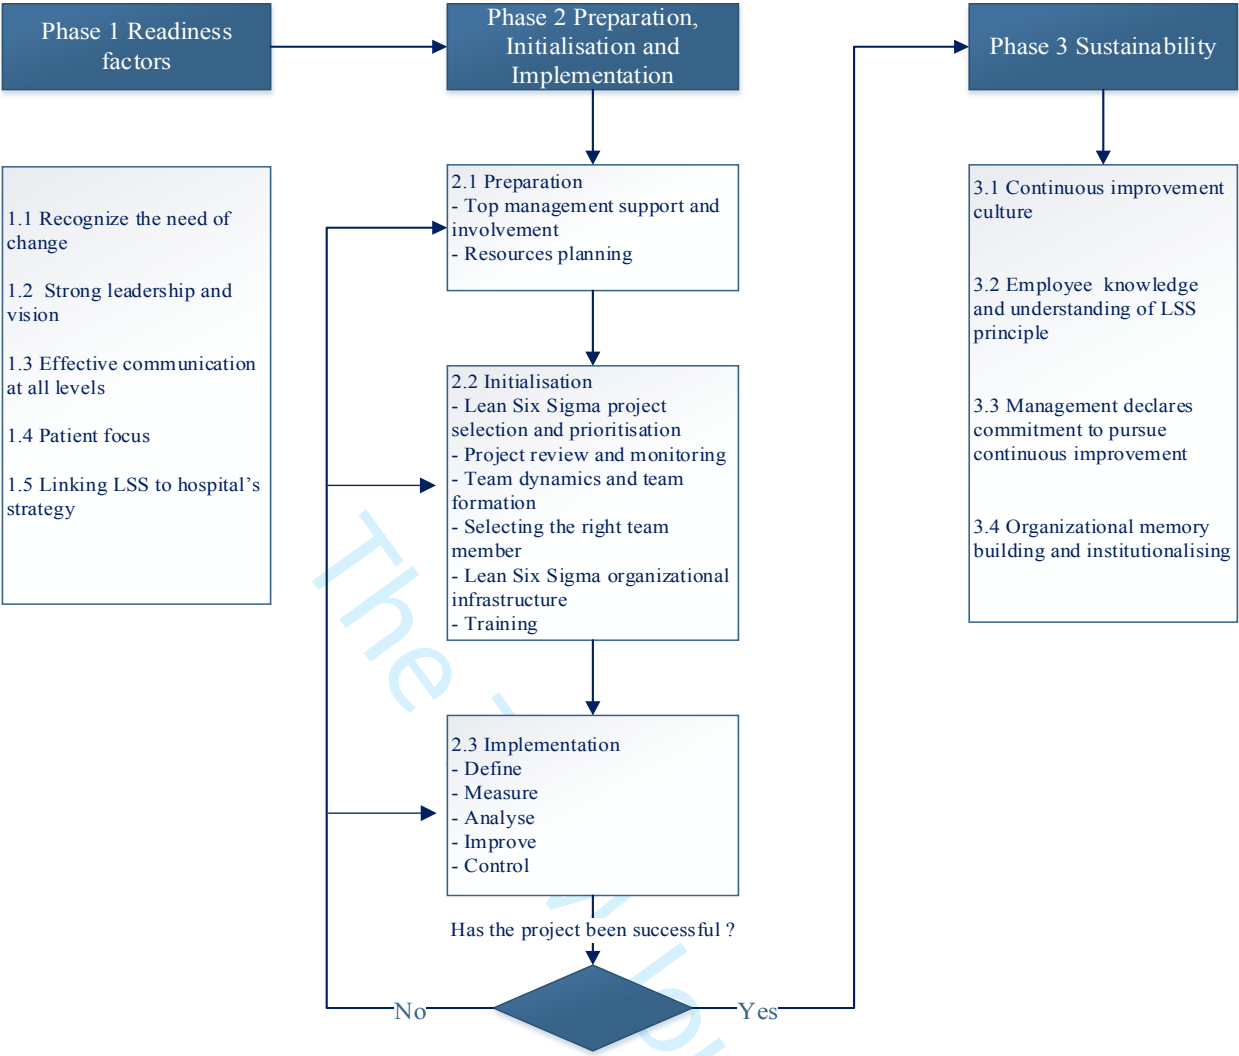 Phase 1 Readiness
factors
Phase 2 Preparation,
Initialisation and
Implementation
Phase 3 Sustainability
1.1 Recognize the need of
change
1.2 Strong leadership and
vision
1.3 Effective communication
at all levels
1.4 Patient focus
1.5 Linking LSS to hospital's
strategy
2.1 Preparation
- Top management support and
involvement
- Resources planning
2.2 Initialisation
- Lean Six Sigma project
selection and prioritisation
- Project review and monitoring
- Team dynamics and team
formation
- Selecting the right team
member
- Lean Six Sigma organizational
infrastructure
- Training
2.3 Implementation
- Define
- Measure
- Analyse
- Improve
- Control
Has the project been successful ?
No
Yes
3.1 Continuous improvement
culture
3.2 Employee knowledge
and understanding of LSS
principle
3.3 Management declares
commitment to pursue
continuous improvement
3.4 Organizational memory
building and institutionalising
The